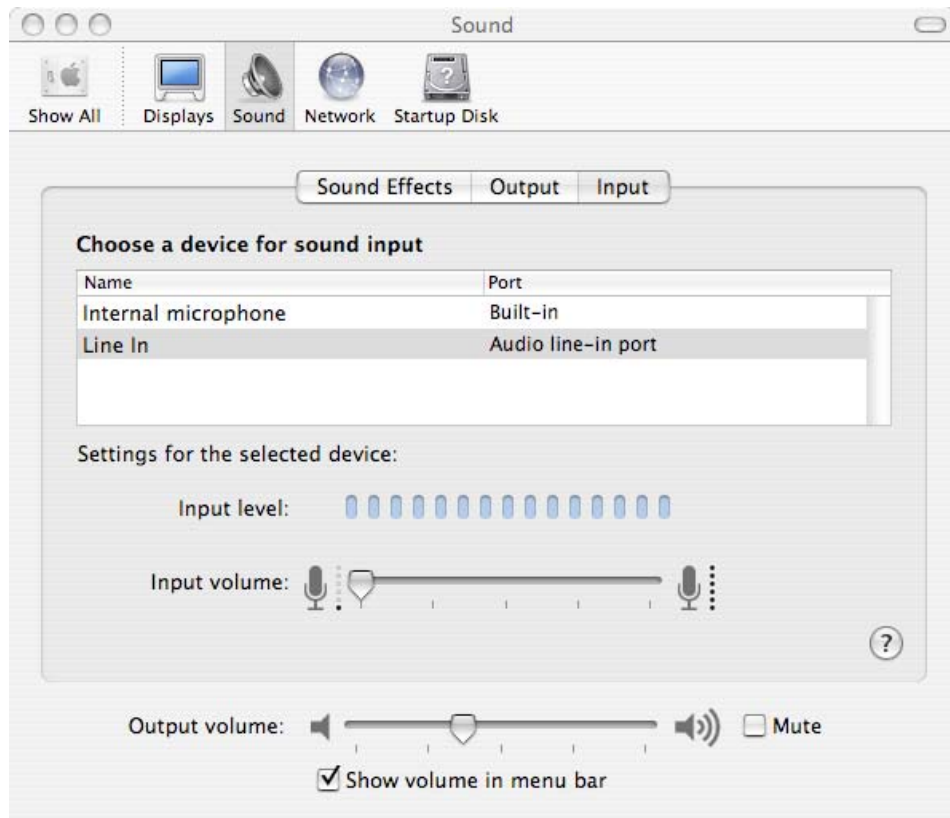 Sound
Show All Displays Sound Network Startup Disk
Sound Effects Output Input
Choose a device for sound input
Name Port
Internal microphone Built-in
Line In Audio line-in port
Settings for the selected device:
Input level:
Input volume:
?
Output volume: Mute
Show volume in menu bar